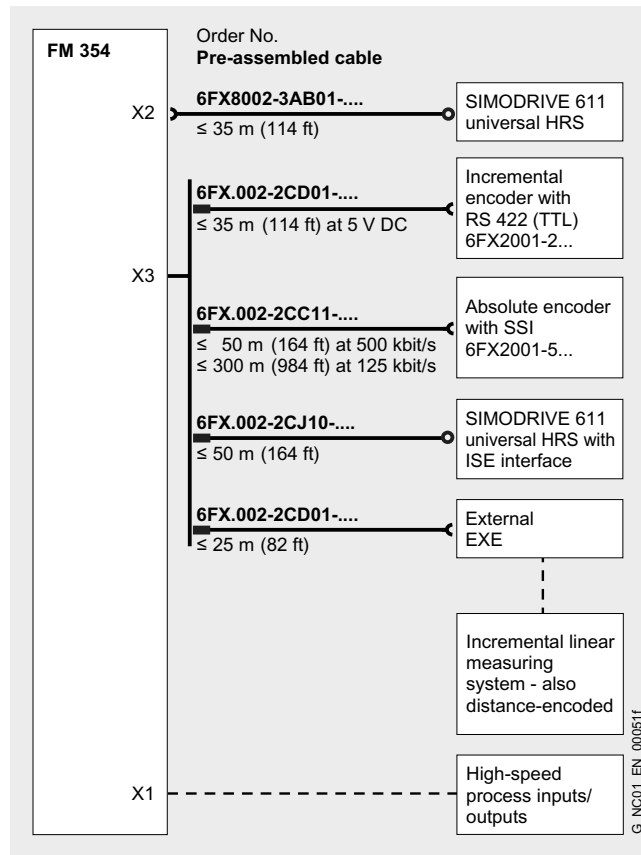 FM 354
Order No.
Pre-assembled cable
X2
6FX8002-3AB01-....
≤ 35 m (114 ft)
SIMODRIVE 611
universal HRS
X3
6FX.002-2CD01-....
≤ 35 m (114 ft) at 5 V DC
Incremental
encoder with
RS 422 (TTL)
6FX2001-2...
6FX.002-2CC11-....
≤ 50 m (164 ft) at 500 kbit/s
≤ 300 m (984 ft) at 125 kbit/s
Absolute encoder
with SSI
6FX2001-5...
6FX.002-2CJ10-....
≤ 50 m (164 ft)
SIMODRIVE 611
universal HRS with
ISE interface
6FX.002-2CD01-....
≤ 25 m (82 ft)
External
EXE
Incremental linear
measuring
system - also
distance-encoded
X1
High-speed
process inputs/
outputs
G_NC01_EN_00051f